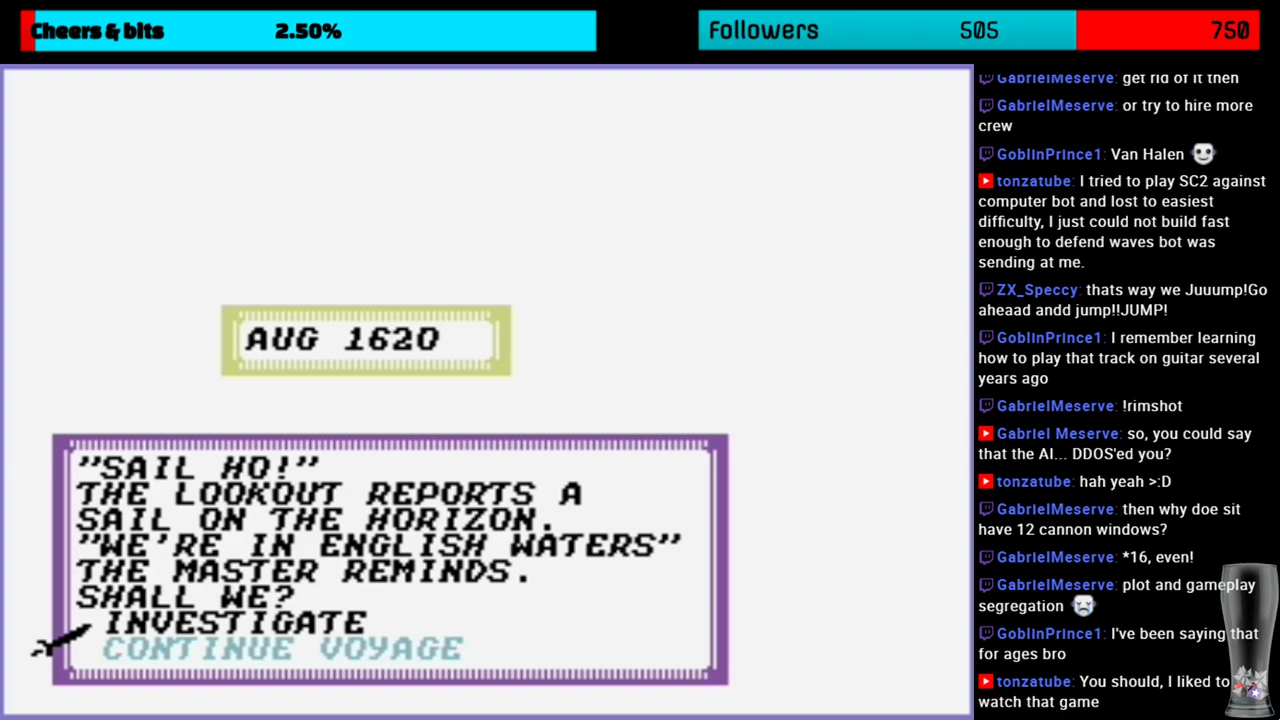 Cheers & bits 2.50%
Followers 505 750
GabrielMeserve: get rid of it then
GabrielMeserve: or try to hire more
crew
GoblinPrince1: Van Halen
tonzatube: I tried to play SC2 against
computer bot and lost to easiest
difficulty, I just could not build fast
enough to defend waves bot was
sending at me.
ZX_Speccy: thats way we Juuump!Go
aheaad andd jump!!JUMP!
GoblinPrince1: I remember learning
how to play that track on guitar several
years ago
GabrielMeserve: !rimshot
Gabriel Meserve: so, you could say
that the AI... DDOS'ed you?
tonzatube: hah yeah >:D
GabrielMeserve: then why doe sit
have 12 cannon windows?
GabrielMeserve: *16, even!
GabrielMeserve: plot and gameplay
segregation
GoblinPrince1: I've been saying that
for ages bro
tonzatube: You should, I liked to
watch that game
AUG 1620
"SAIL HO!"
THE LOOKOUT REPORTS A
SAIL ON THE HORIZON.
"WE'RE IN ENGLISH WATERS"
THE MASTER REMINDS.
SHALL WE?
INVESTIGATE
CONTINUE VOYAGE